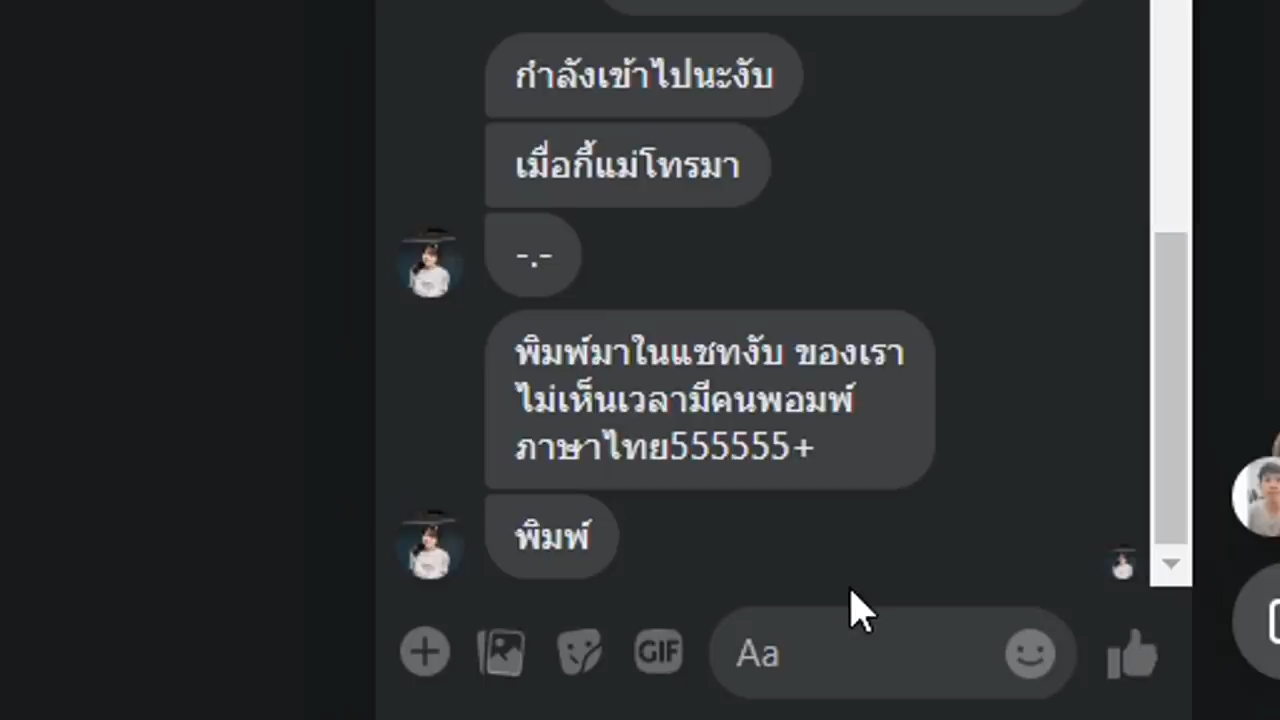 กำลังเข้าไปนะงับ
เมื่อกี้แม่โทรมา
-.-
พิมพ์มาในแชทงับ ของเรา
ไม่เห็นเวลามีคนพอมพ์
ภาษาไทย555555+
พิมพ์
GIF
Aa